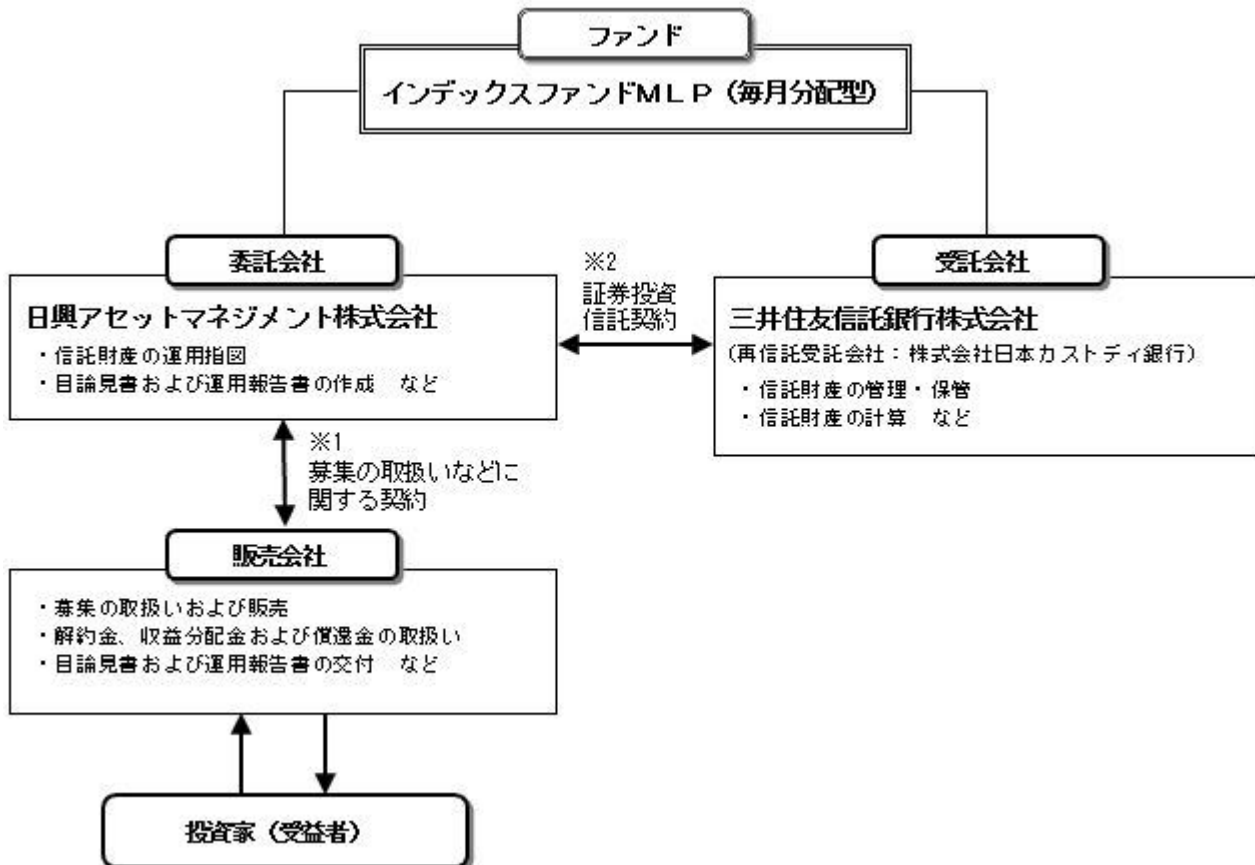 ファンド
インデックスファンドMLP(毎月分配型)
委託会社
日興アセットマネジメント株式会社
・信託財産の運用指図
・目論見書および運用報告書の作成 など
※2
証券投資
信託契約
受託会社
三井住友信託銀行株式会社
(再信託受託会社:株式会社日本カストディ銀行)
・信託財産の管理・保管
・信託財産の計算 など
※1
募集の取扱いなどに
関する契約
販売会社
・募集の取扱いおよび販売
・解約金、収益分配金および償還金の取扱い
・目論見書および運用報告書の交付 など
投資家(受益者)